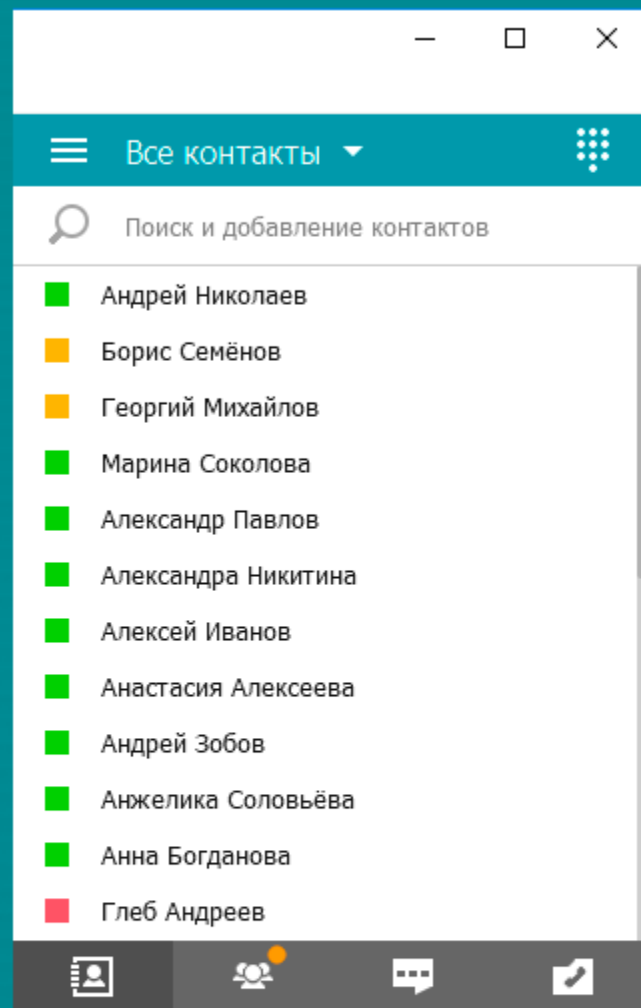 Все контакты
Поиск и добавление контактов
Андрей Николаев
Борис Семёнов
Георгий Михайлов
Марина Соколова
Александр Павлов
Александра Никитина
Алексей Иванов
Анастасия Алексеева
Андрей Зобов
Анжелика Соловьёва
Анна Богданова
Глеб Андреев